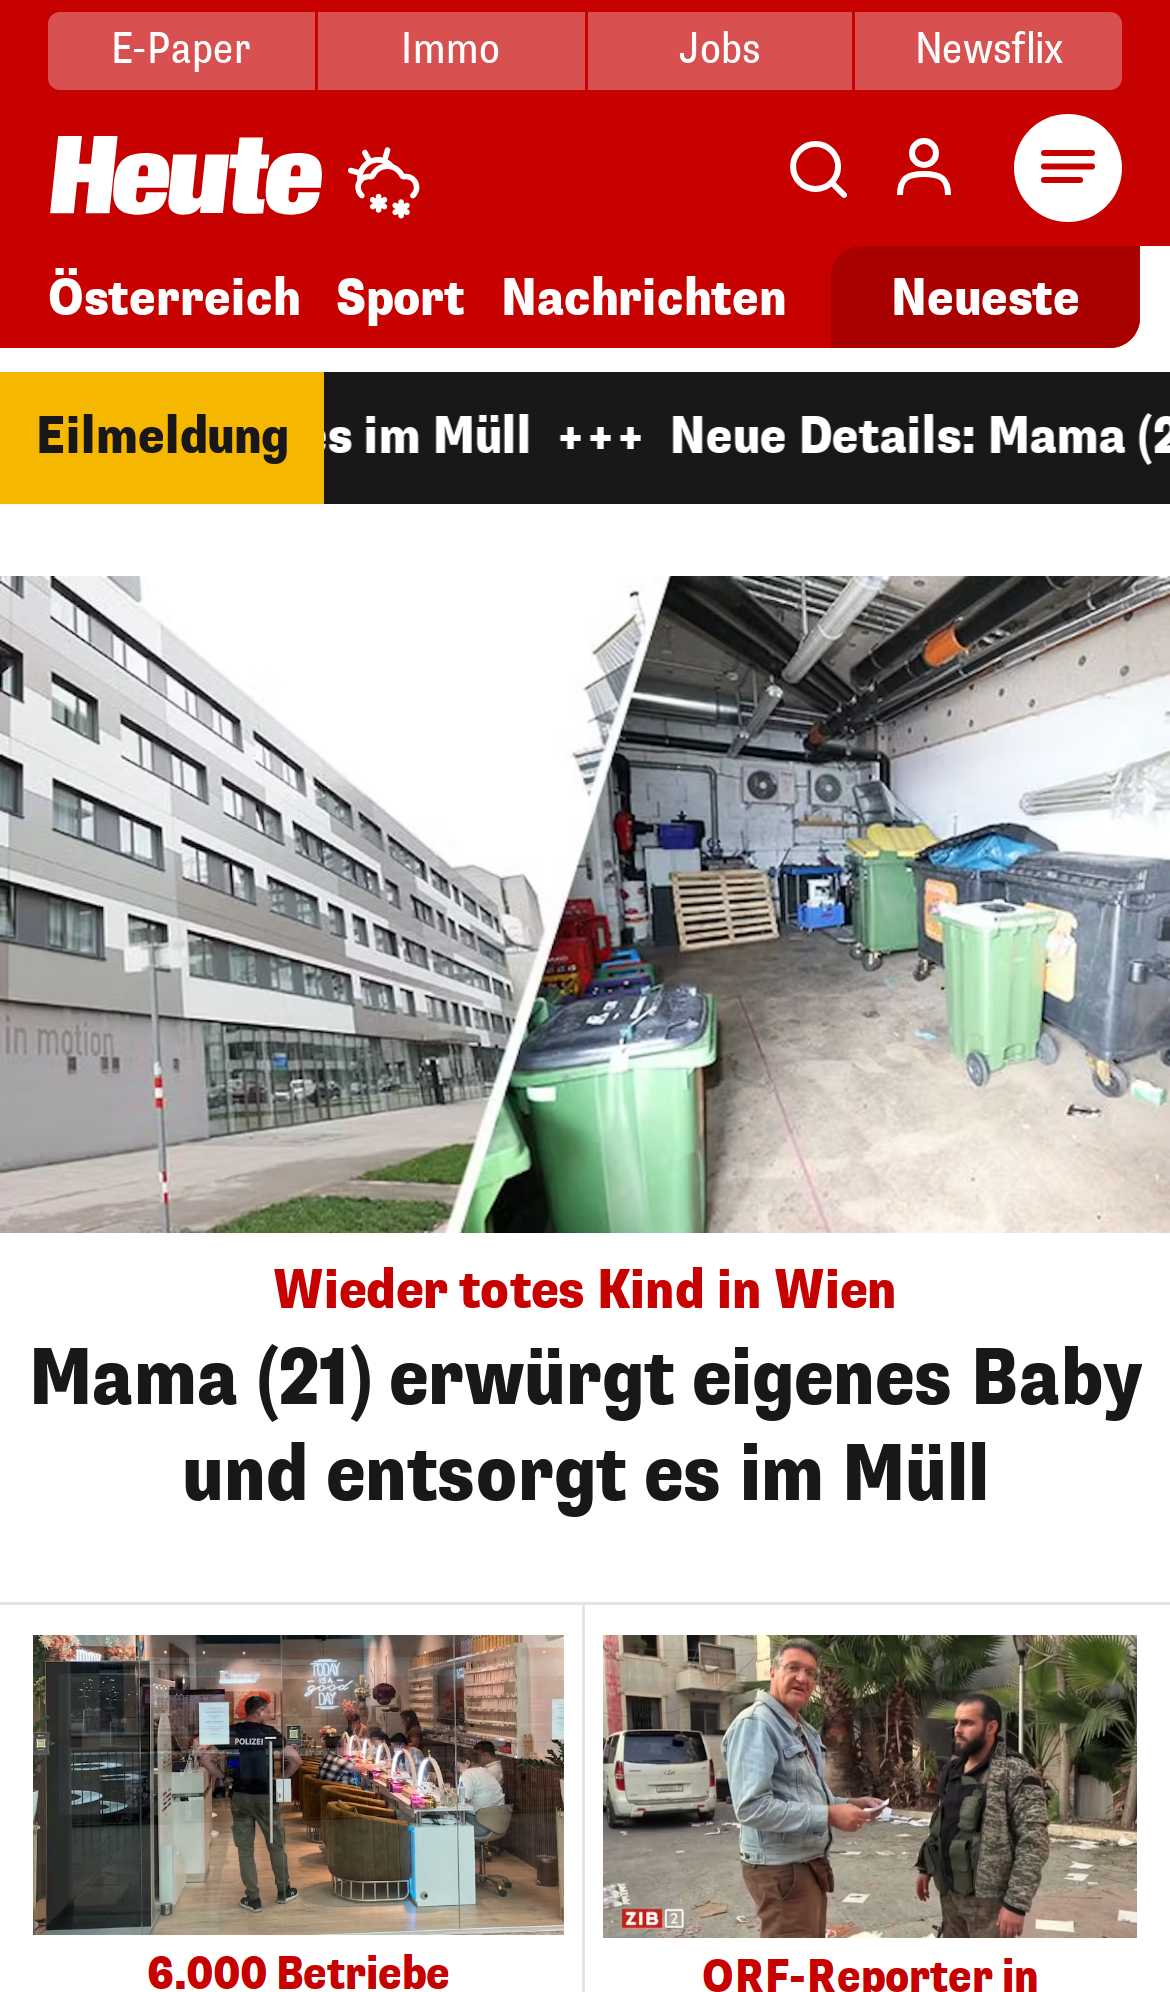 E-Paper
Immo
Jobs
Newsflix
Heute
Österreich
Sport
Nachrichten
Neueste
Eilmeldung
es im Müll +++ Neue Details: Mama (2
in motion
Wieder totes Kind in Wien
Mama (21) erwürgt eigenes Baby
und entsorgt es im Müll
TODAY
IS A
good
DAY
POLIZEI
ZIB 2
6.000 Betriebe
ORF-Reporter in